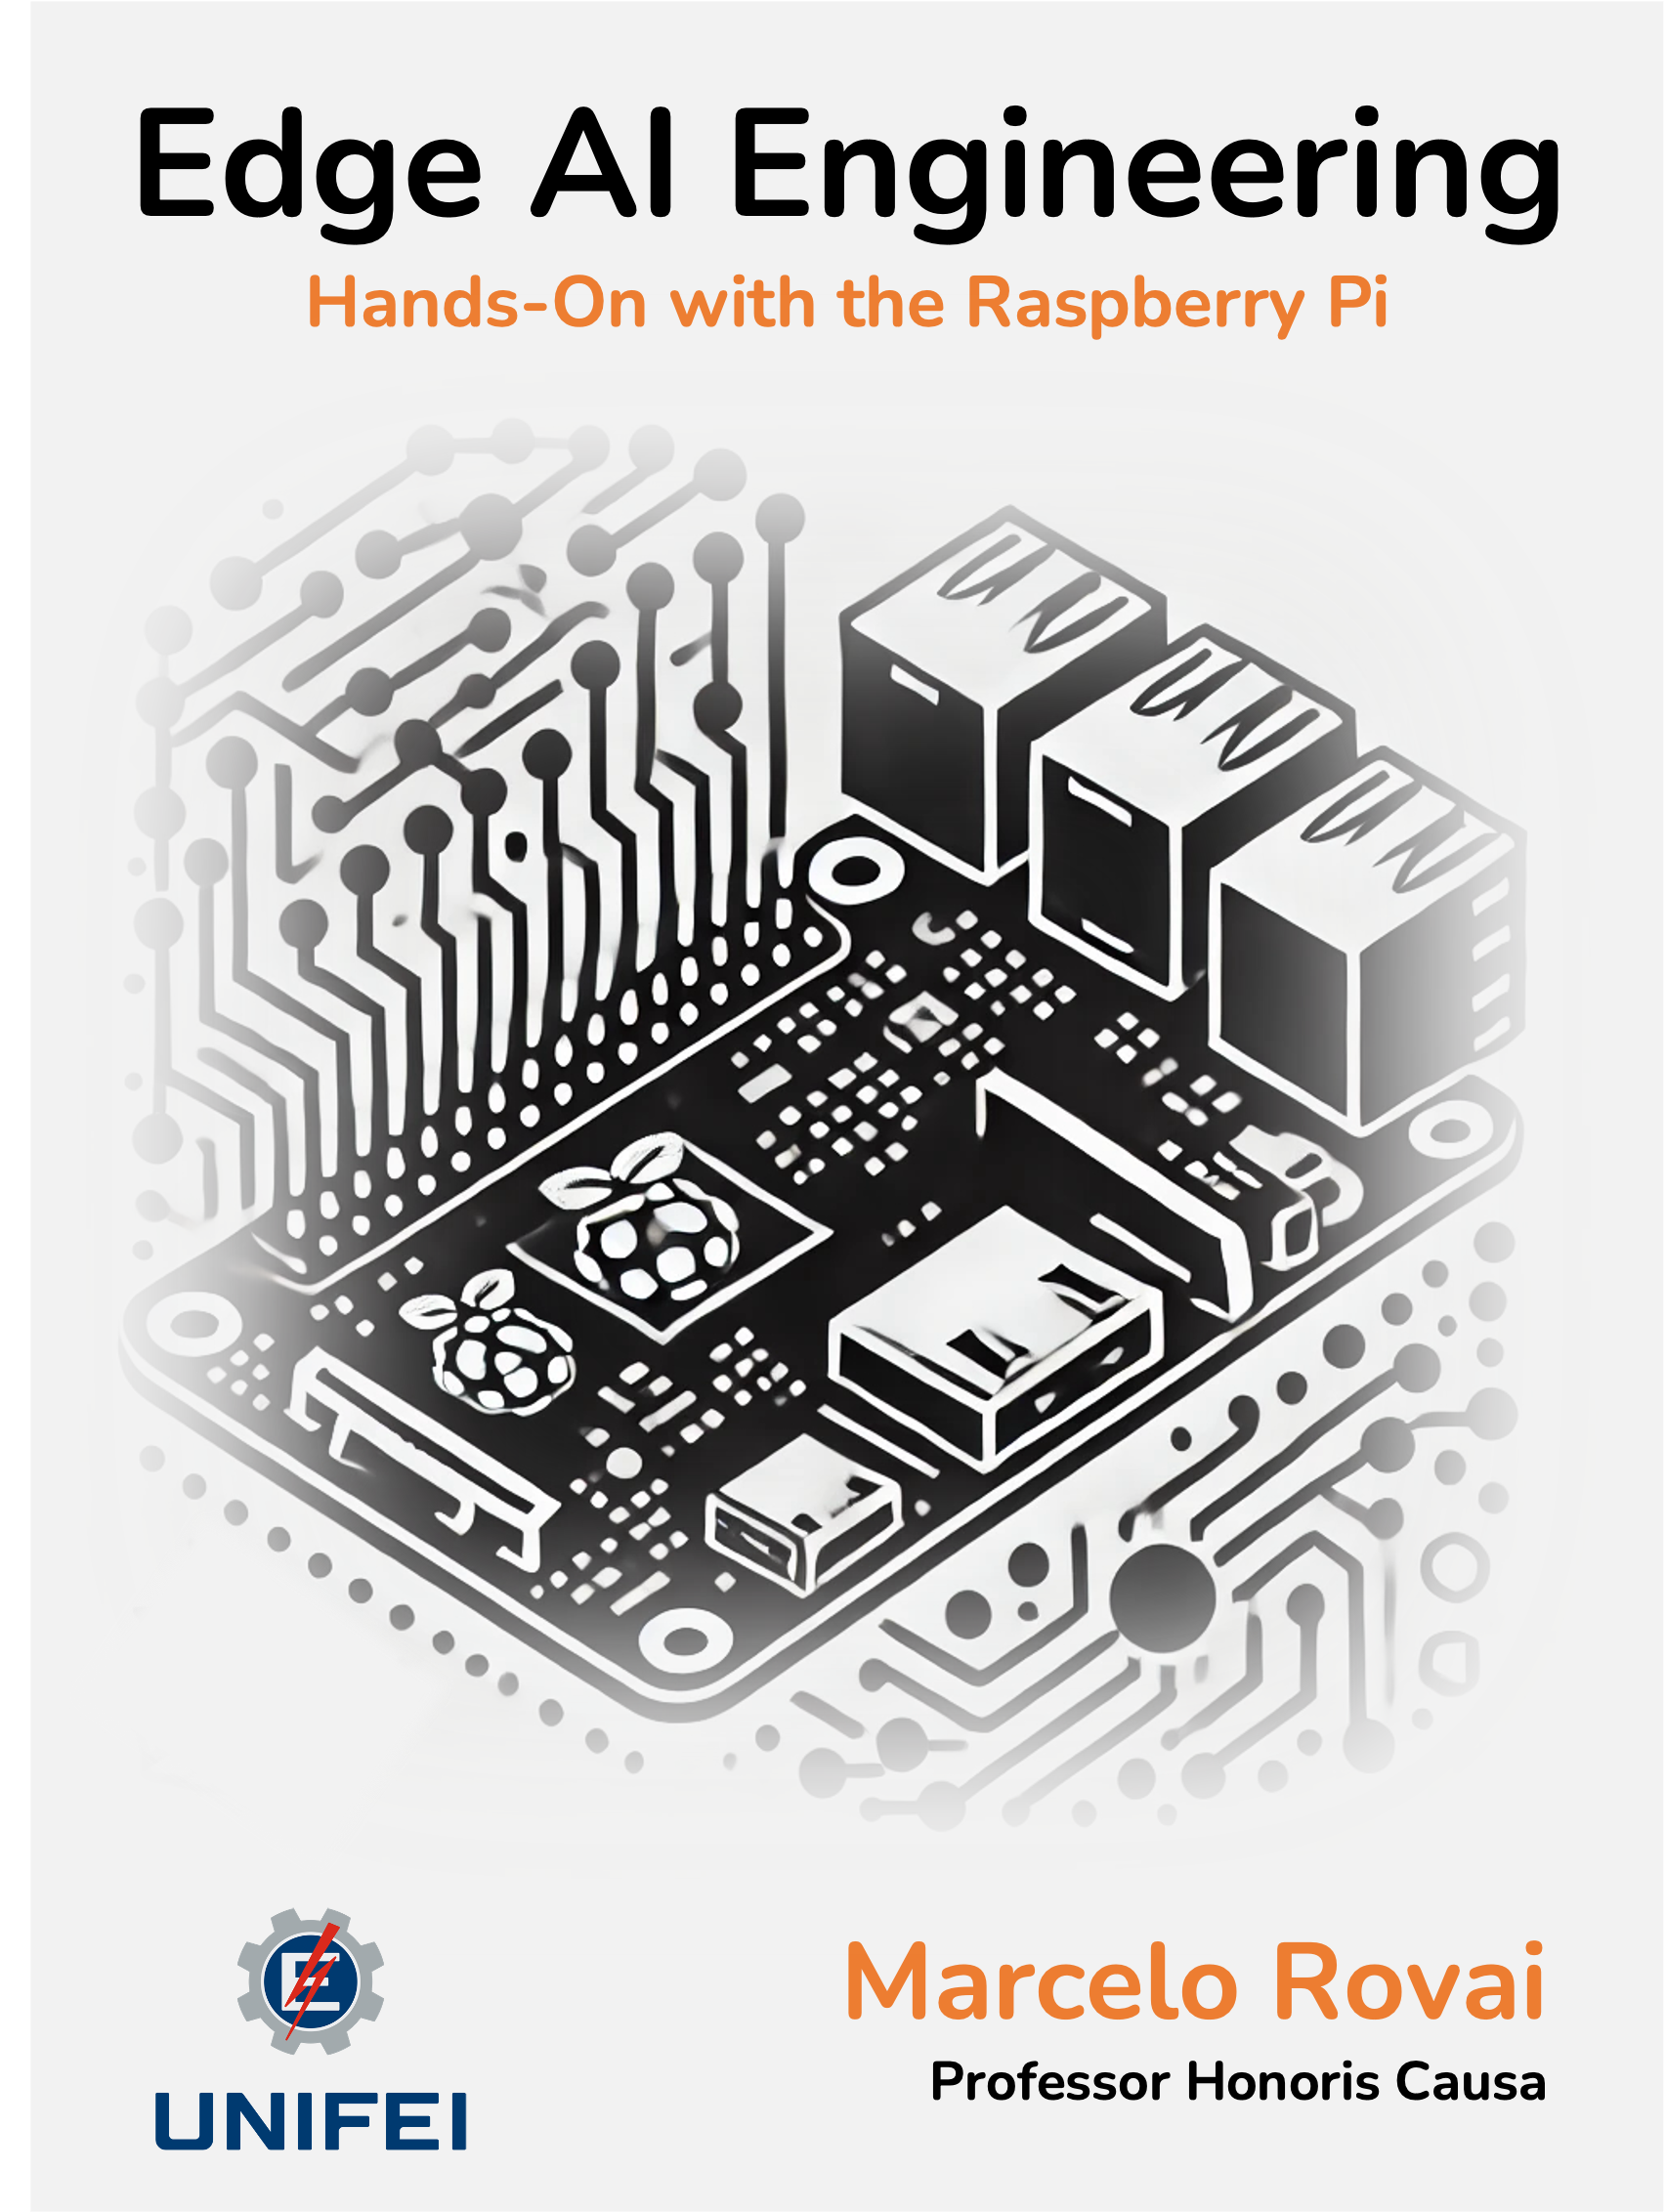 Edge AI Engineering
Hands-On with the Raspberry Pi
Marcelo Rovai
Professor Honoris Causa
E
UNIFEI